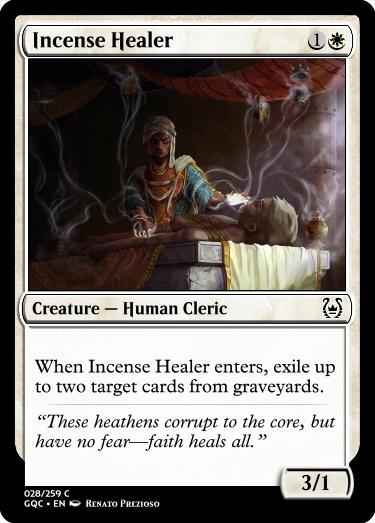 Incense Healer 1
Creature — Human Cleric
When Incense Healer enters, exile up
to two target cards from graveyards.
“These heathens corrupt to the core, but
have no fear—faith heals all.”
3/1
028/259 C
GQC • EN Renato Prezioso